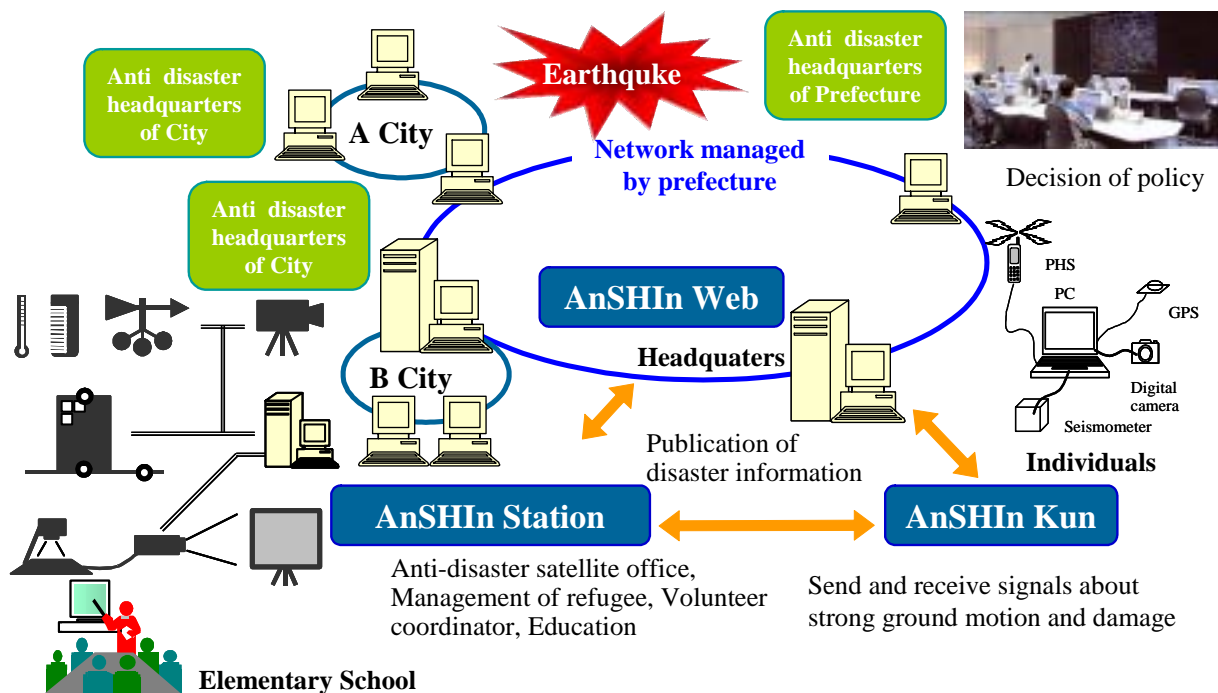 Anti disaster
headquarters
of City
A City
Earthquke
Anti disaster
headquarters
of Prefecture
Network managed
by prefecture
Decision of policy
Anti disaster
headquarters
of City
AnSHIn Web
Headquaters
B City
PHS
PC
GPS
Digital
camera
Seismometer
Individuals
Publication of
disaster information
AnSHIn Station
AnSHIn Kun
Anti-disaster satellite office,
Management of refugee, Volunteer
coordinator, Education
Send and receive signals about
strong ground motion and damage
Elementary School